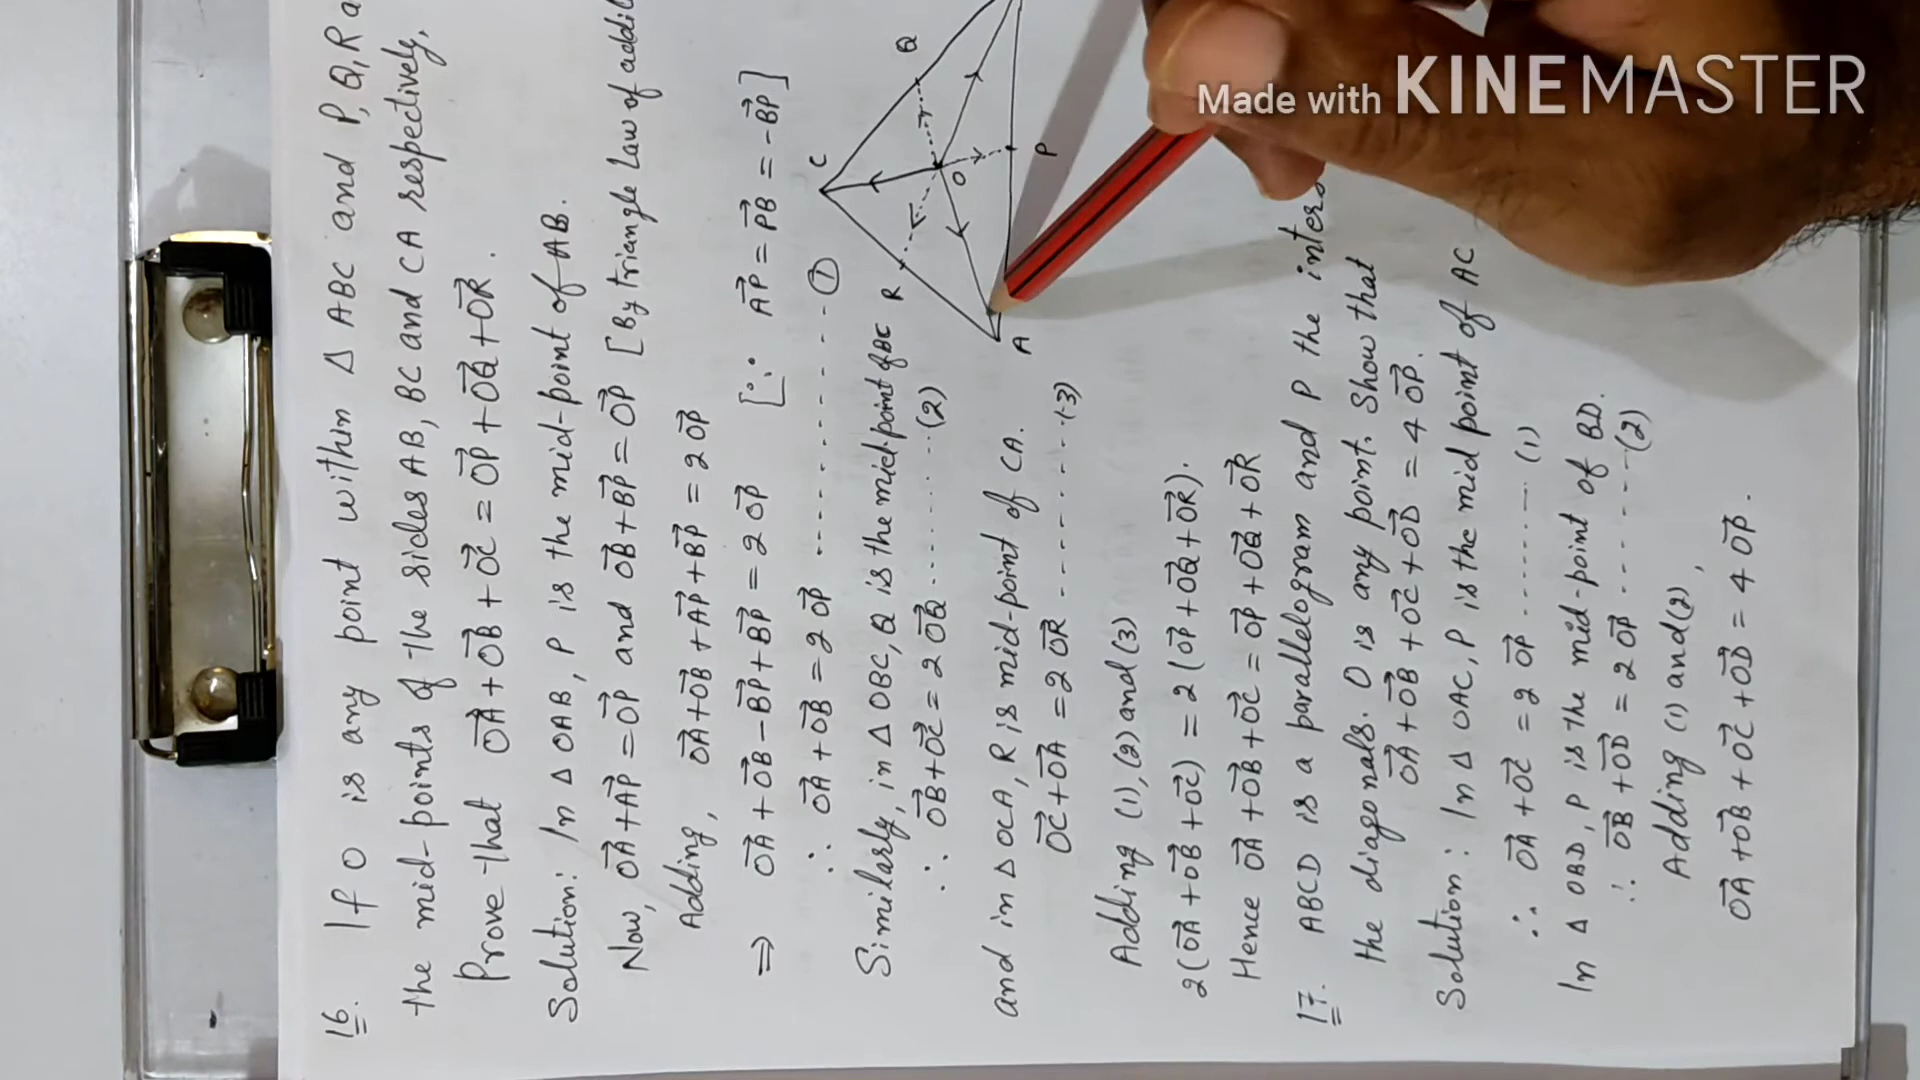 16. If O is any point within Δ ABC and P, Q, R a
the mid-points of the sides AB, BC and CA respectively,
Prove that OA⃗ + OB⃗ + OC⃗ = OP⃗ + OQ⃗ + OR⃗.
Solution: In Δ OAB, P is the mid-point of AB.
Now, OA⃗ + AP⃗ = OP⃗ and OB⃗ + BP⃗ = OP⃗ [By triangle law of addit
Adding, OA⃗ + OB⃗ + AP⃗ + BP⃗ = 2 OP⃗
⇒ OA⃗ + OB⃗ - BP⃗ + BP⃗ = 2 OP⃗ [∵ AP⃗ = PB⃗ = -BP⃗]
∴ OA⃗ + OB⃗ = 2 OP⃗ ---------- ①
Similarly, in Δ OBC, Q is the mid-point of BC
∴ OB⃗ + OC⃗ = 2 OQ⃗ ........ (2)
and in Δ OCA, R is mid-point of CA.
OC⃗ + OA⃗ = 2 OR⃗ ---------- (3)
C
Q
R
O
P
A
Adding (1), (2) and (3)
2(OA⃗ + OB⃗ + OC⃗) = 2(OP⃗ + OQ⃗ + OR⃗).
Hence OA⃗ + OB⃗ + OC⃗ = OP⃗ + OQ⃗ + OR⃗
17. ABCD is a parallelogram and P the inters
the diagonals. O is any point. Show that
OA⃗ + OB⃗ + OC⃗ + OD⃗ = 4 OP⃗.
Solution: In Δ OAC, P is the mid point of AC
∴ OA⃗ + OC⃗ = 2 OP⃗ ........ (1)
In Δ OBD, P is the mid-point of BD.
∴ OB⃗ + OD⃗ = 2 OP⃗ -------- (2)
Adding (1) and (2),
OA⃗ + OB⃗ + OC⃗ + OD⃗ = 4 OP⃗.
Made with KINEMASTER